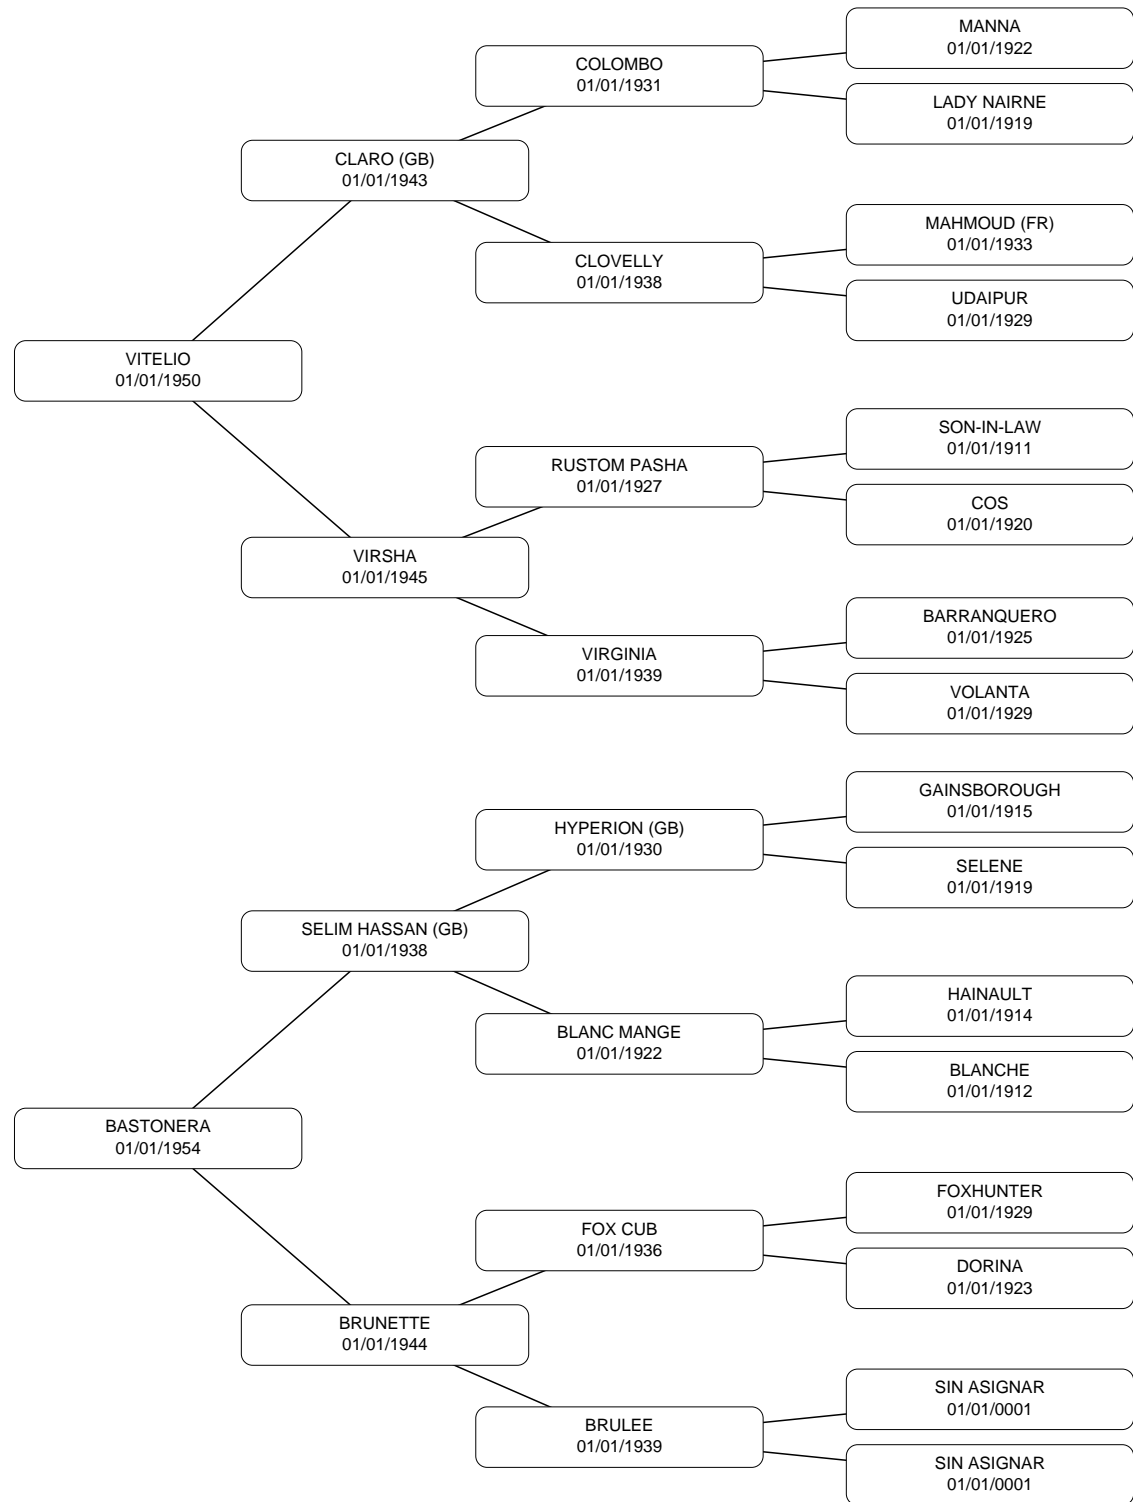 MANNA
01/01/1922
COLOMBO
01/01/1931
LADY NAIRNE
01/01/1919
CLARO (GB)
01/01/1943
MAHMOUD (FR)
01/01/1933
CLOVELLY
01/01/1938
UDAIPUR
01/01/1929
VITELIO
01/01/1950
SON-IN-LAW
01/01/1911
RUSTOM PASHA
01/01/1927
COS
01/01/1920
VIRSHA
01/01/1945
BARRANQUERO
01/01/1925
VIRGINIA
01/01/1939
VOLANTA
01/01/1929
GAINSBOROUGH
01/01/1915
HYPERION (GB)
01/01/1930
SELENE
01/01/1919
SELIM HASSAN (GB)
01/01/1938
HAINAULT
01/01/1914
BLANC MANGE
01/01/1922
BLANCHE
01/01/1912
BASTONERA
01/01/1954
FOXHUNTER
01/01/1929
FOX CUB
01/01/1936
DORINA
01/01/1923
BRUNETTE
01/01/1944
SIN ASIGNAR
01/01/0001
BRULEE
01/01/1939
SIN ASIGNAR
01/01/0001